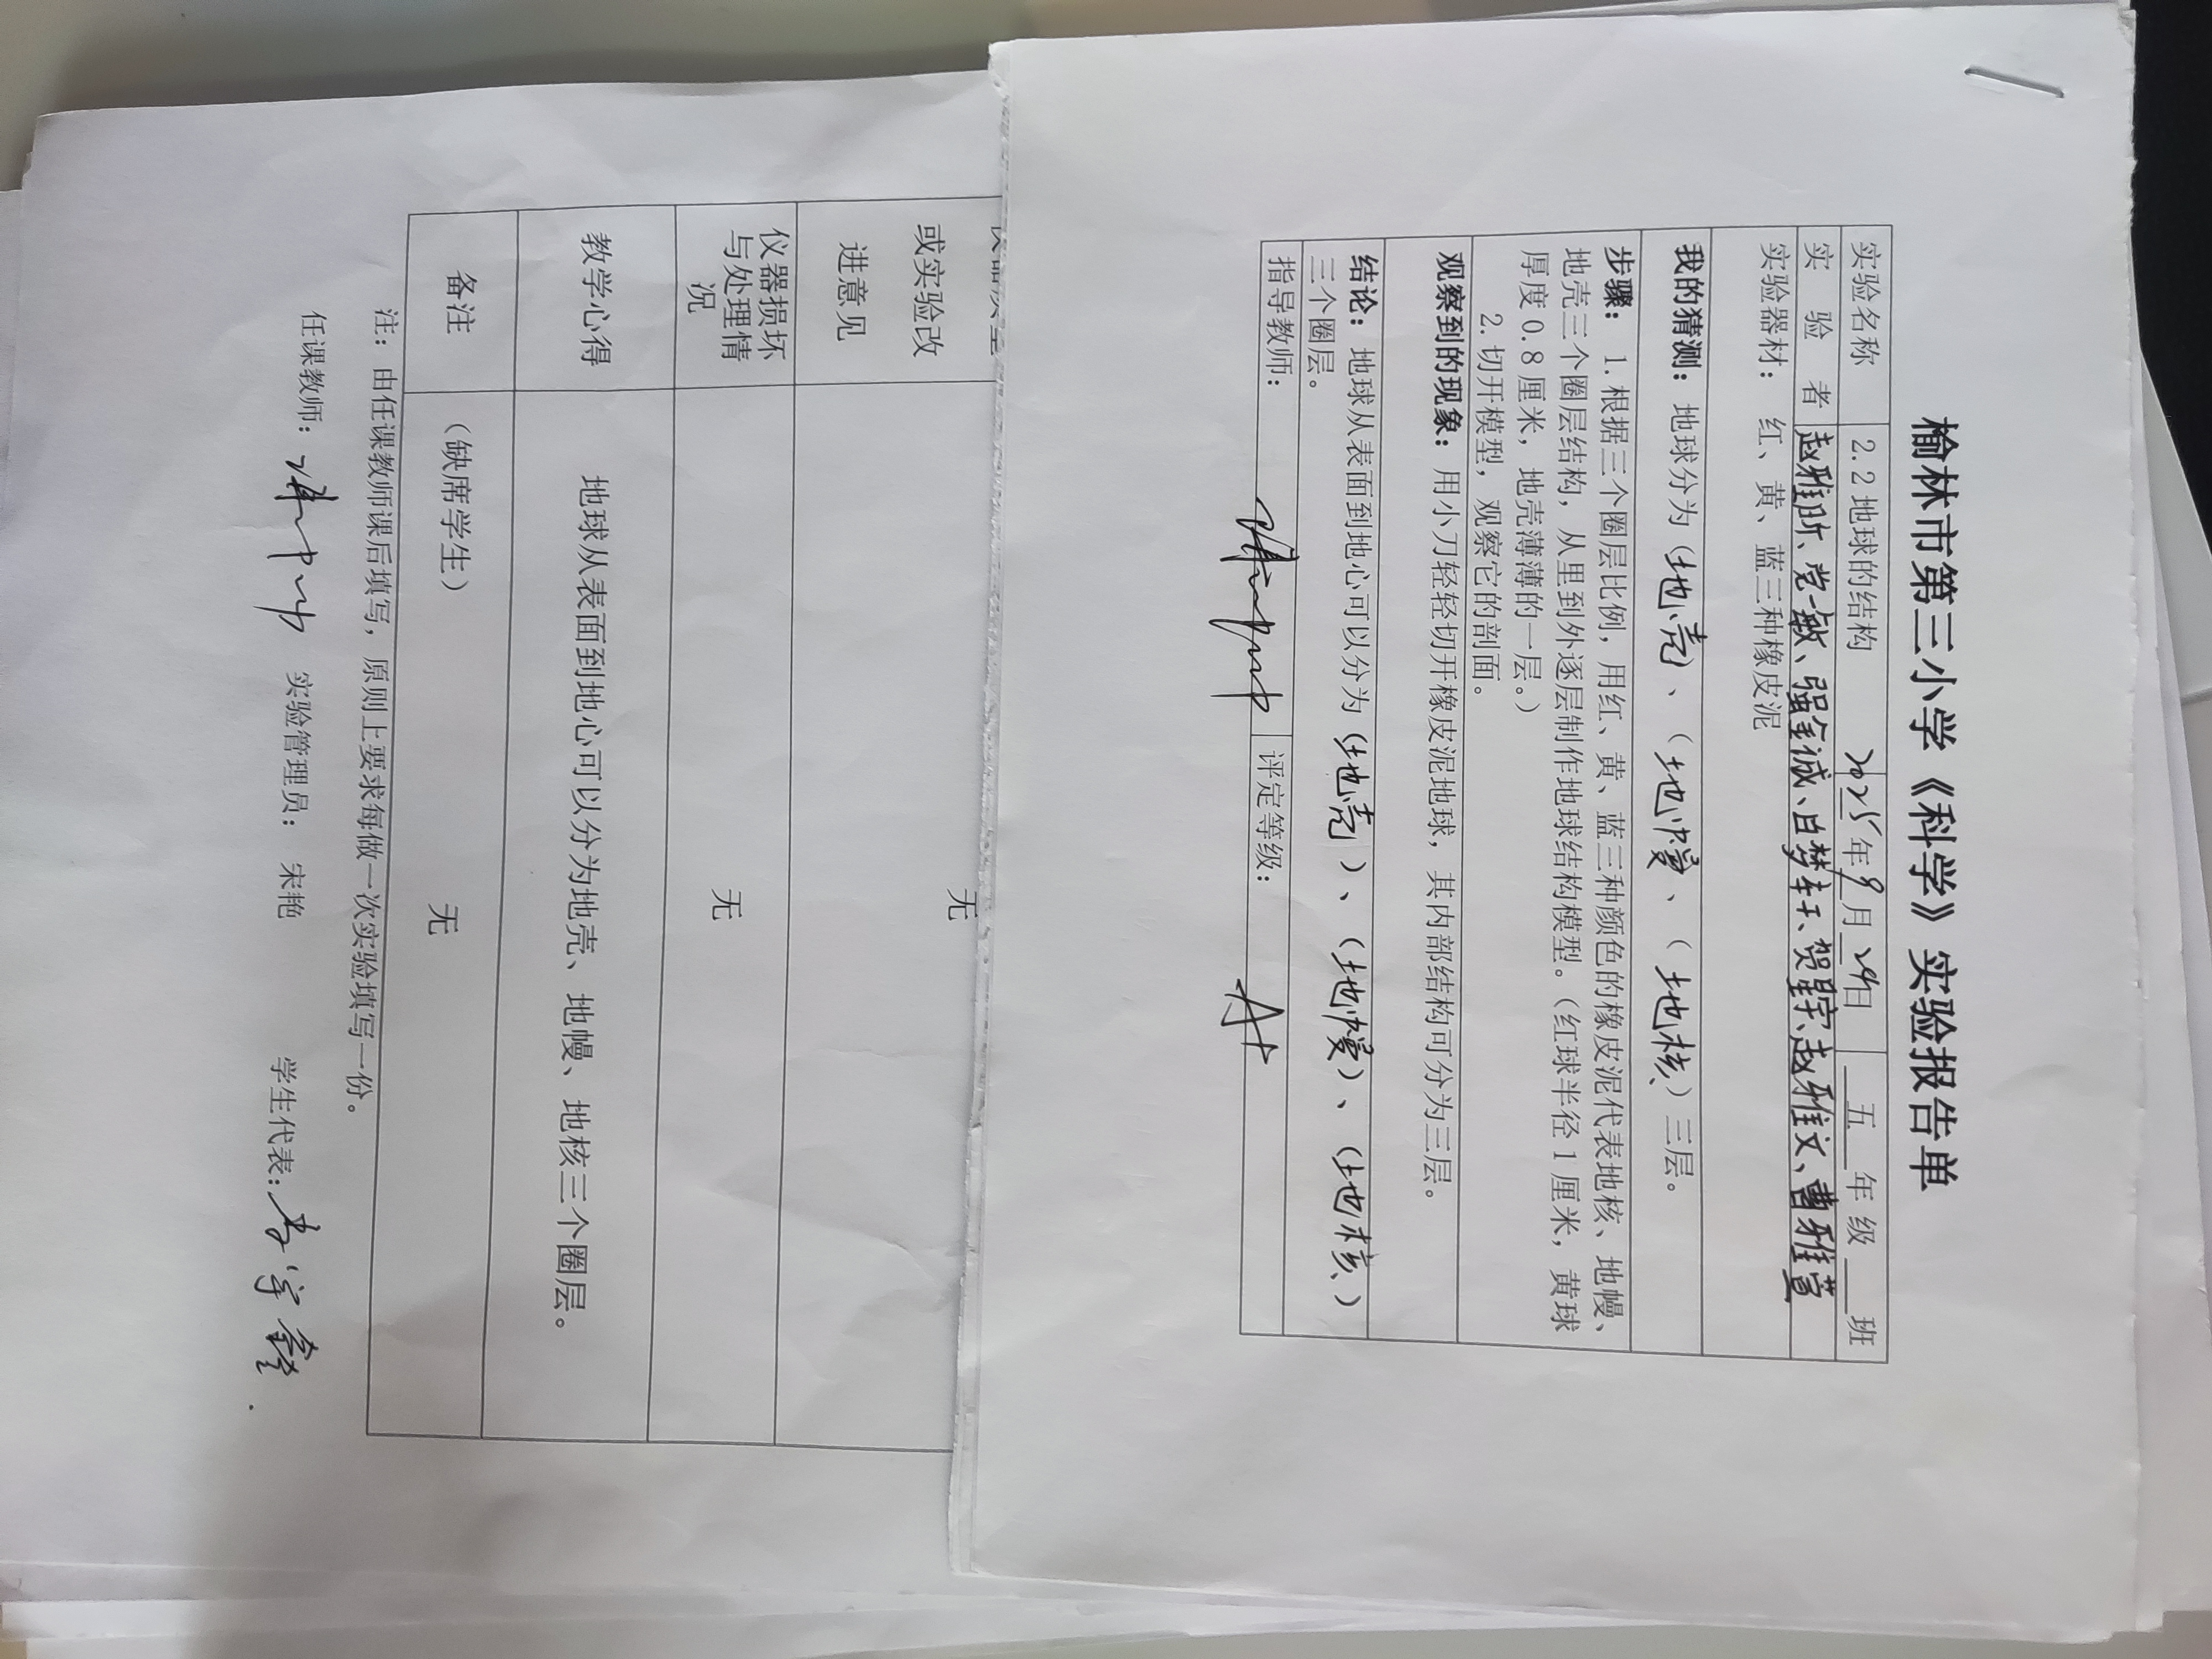 榆林市第三小学《科学》实验报告单
实验名称 2.2地球的结构 2025年9月29日 五 年级 班
实 验 者 赵雅昕、党一敏、强金诚、白梦轩、贺星宇、赵雅文、曹雅萱
实验器材： 红、黄、蓝三种橡皮泥
我的猜测：地球分为（地壳）、（地幔）、（地核）三层。
步骤：1.根据三个圈层比例，用红、黄、蓝三种颜色的橡皮泥代表地核、地幔、
地壳三个圈层结构，从里到外逐层制作地球结构模型。（红球半径1厘米，黄球
厚度0.8厘米，地壳薄薄的一层。）
2.切开模型，观察它的剖面。
观察到的现象：用小刀轻轻切开橡皮泥地球，其内部结构可分为三层。
结论：地球从表面到地心可以分为（地壳）、（地幔）、（地核）
三个圈层。
指导教师： 评定等级： A+
或实验改
进意见
无
仪器损坏
与处理情
况
无
教学心得 地球从表面到地心可以分为地壳、地幔、地核三个圈层。
备注 （缺席学生） 无
注：由任课教师课后填写，原则上要求每做一次实验填写一份。
任课教师： 实验管理员： 宋艳 学生代表：李宇鑫